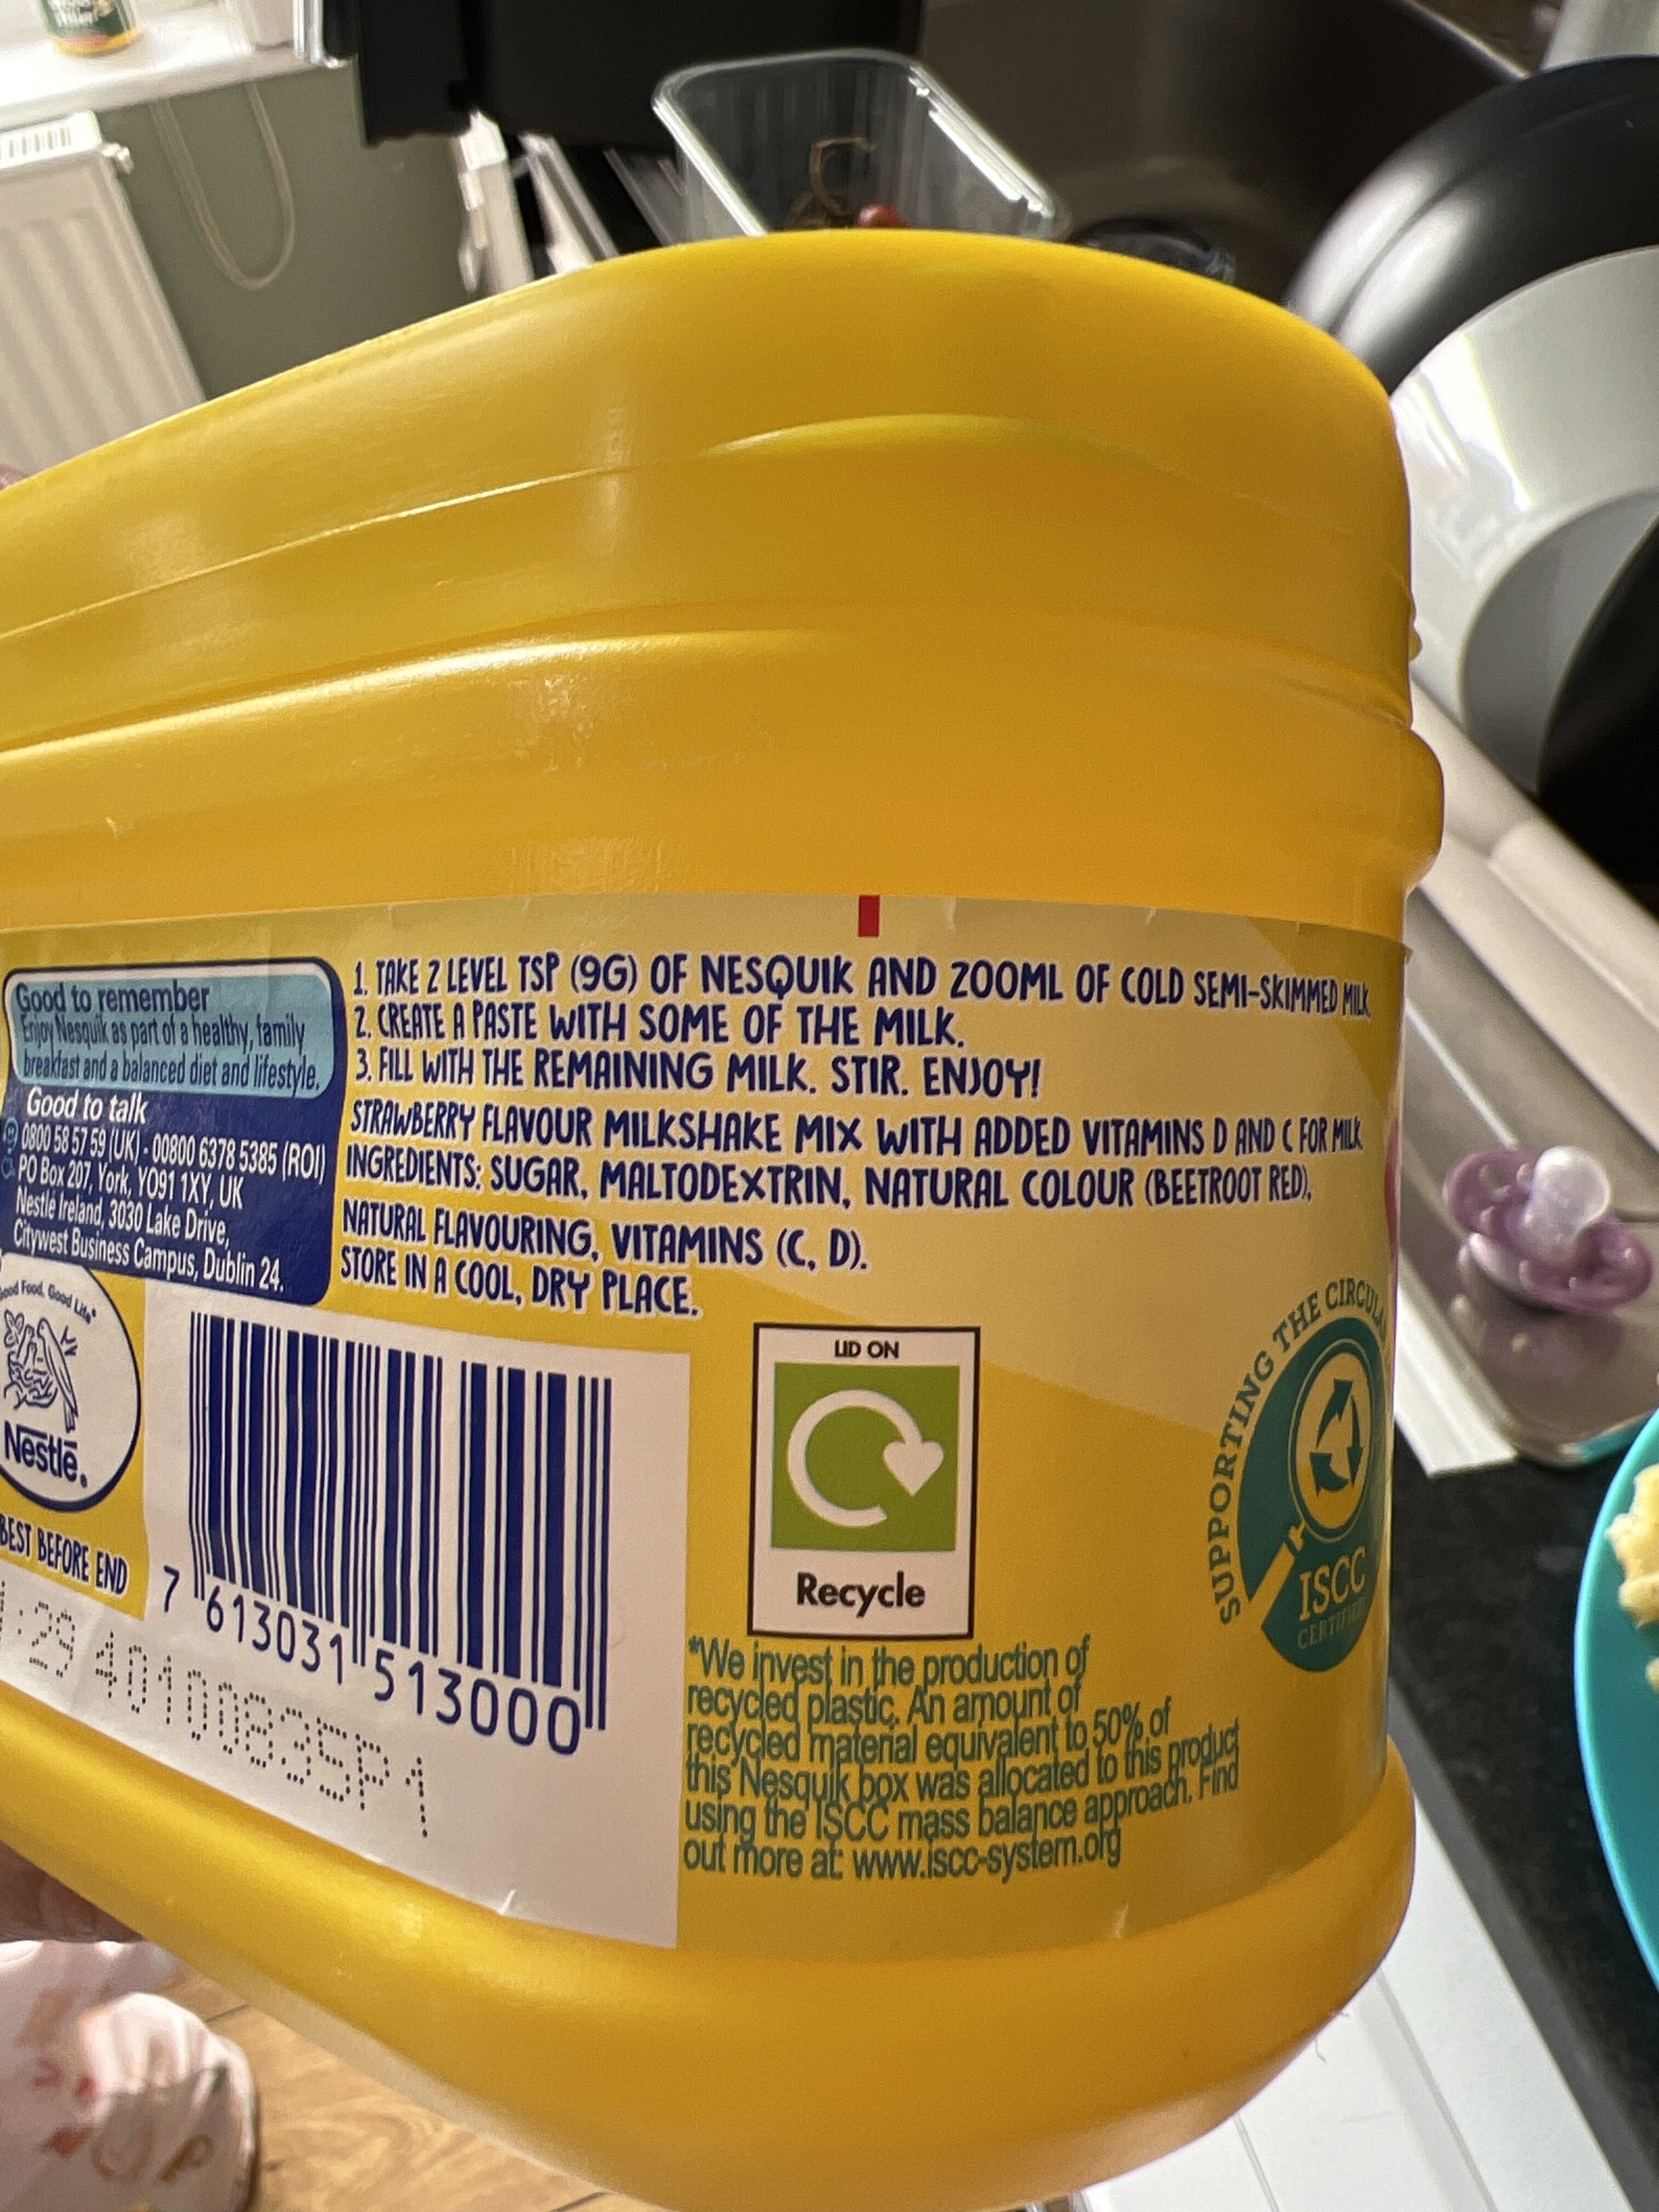 Good to remember
Enjoy Nesquik as part of a healthy, family
breakfast and a balanced diet and lifestyle.
Good to talk
0800 58 57 59 (UK) - 00800 6378 5385 (ROI)
PO Box 207, York, YO91 1XY, UK
Nestlé Ireland, 3030 Lake Drive,
Citywest Business Campus, Dublin 24.
1. TAKE 2 LEVEL TSP (9G) OF NESQUIK AND 200ML OF COLD SEMI-SKIMMED MILK
2. CREATE A PASTE WITH SOME OF THE MILK.
3. FILL WITH THE REMAINING MILK. STIR. ENJOY!
STRAWBERRY FLAVOUR MILKSHAKE MIX WITH ADDED VITAMINS D AND C FOR MILK
INGREDIENTS: SUGAR, MALTODEXTRIN, NATURAL COLOUR (BEETROOT RED),
NATURAL FLAVOURING, VITAMINS (C, D).
STORE IN A COOL, DRY PLACE.
Good Food, Good Life
Nestlé.
BEST BEFORE END
:29 40100835P1
7 613031 513000
LID ON
Recycle
SUPPORTING THE CIRCULA
ISCC
CERTIFIED
*We invest in the production of
recycled plastic. An amount of
recycled material equivalent to 50% of
this Nesquik box was allocated to this product
using the ISCC mass balance approach. Find
out more at: www.iscc-system.org